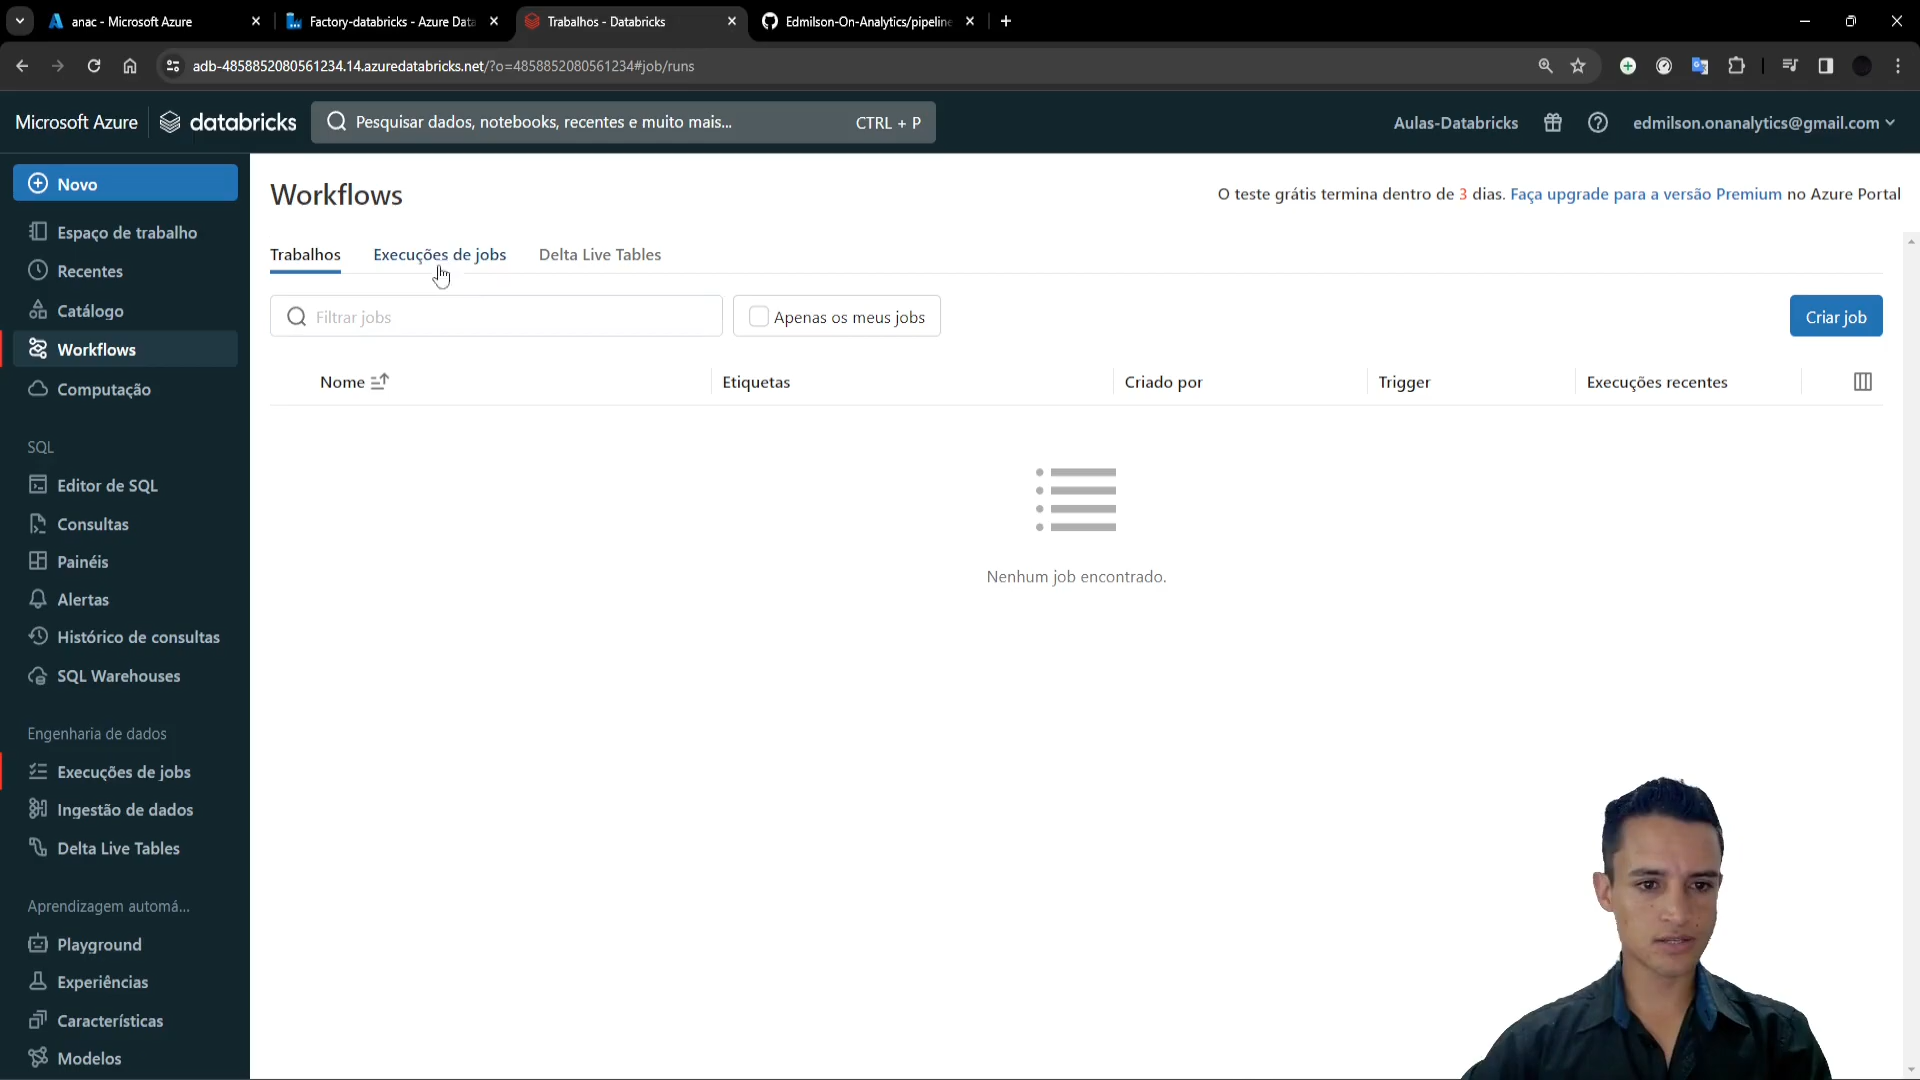 anac - Microsoft Azure
Factory-databricks - Azure Data
Trabalhos - Databricks
Edmilson-On-Analytics/pipeline
adb-4858852080561234.14.azuredatabricks.net/?o=4858852080561234#job/runs
Microsoft Azure
databricks
Pesquisar dados, notebooks, recentes e muito mais...
CTRL + P
Aulas-Databricks
edmilson.onanalytics@gmail.com
Novo
Espaço de trabalho
Recentes
Catálogo
Workflows
Computação
SQL
Editor de SQL
Consultas
Painéis
Alertas
Histórico de consultas
SQL Warehouses
Engenharia de dados
Execuções de jobs
Ingestão de dados
Delta Live Tables
Aprendizagem automá...
Playground
Experiências
Características
Modelos
Workflows
O teste grátis termina dentro de 3 dias. Faça upgrade para a versão Premium no Azure Portal
Trabalhos
Execuções de jobs
Delta Live Tables
Filtrar jobs
Apenas os meus jobs
Criar job
Nome
Etiquetas
Criado por
Trigger
Execuções recentes
Nenhum job encontrado.